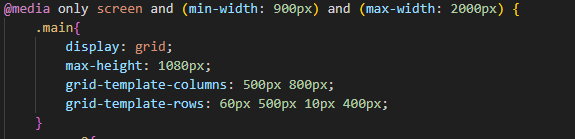 @media only screen and (min-width: 900px) and (max-width: 2000px) {
.main{
display: grid;
max-height: 1080px;
grid-template-columns: 500px 800px;
grid-template-rows: 60px 500px 10px 400px;
}